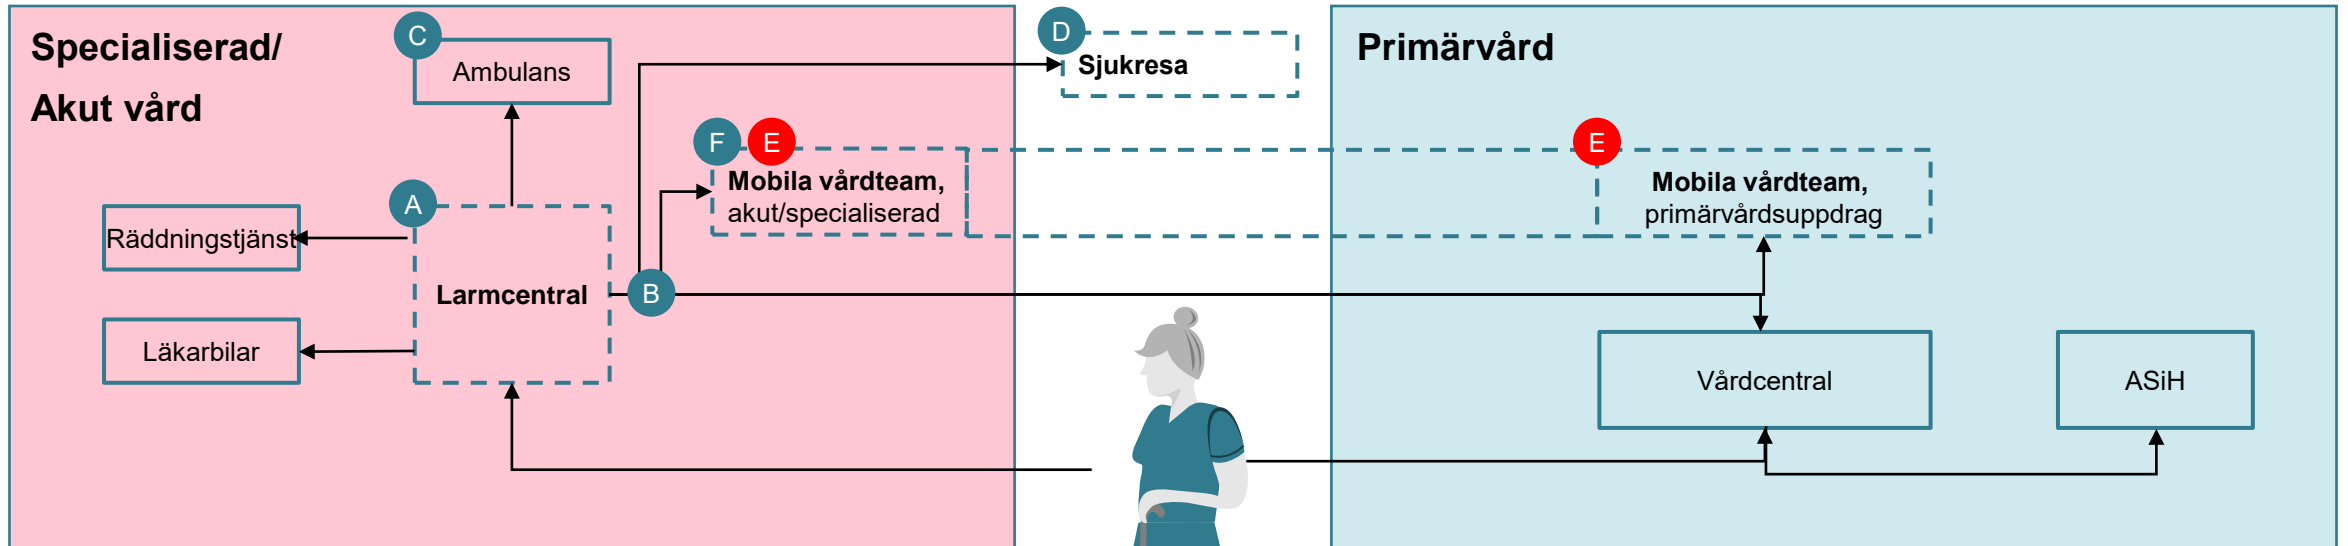 Specialiserad/
Akut vård
C
Ambulans
D
Sjukresa
Primärvård
F
E
Mobila vårdteam,
akut/specialiserad
E
Mobila vårdteam,
primärvårdsuppdrag
A
Räddningstjänst
Larmcentral
B
Läkarbilar
Vårdcentral
ASiH